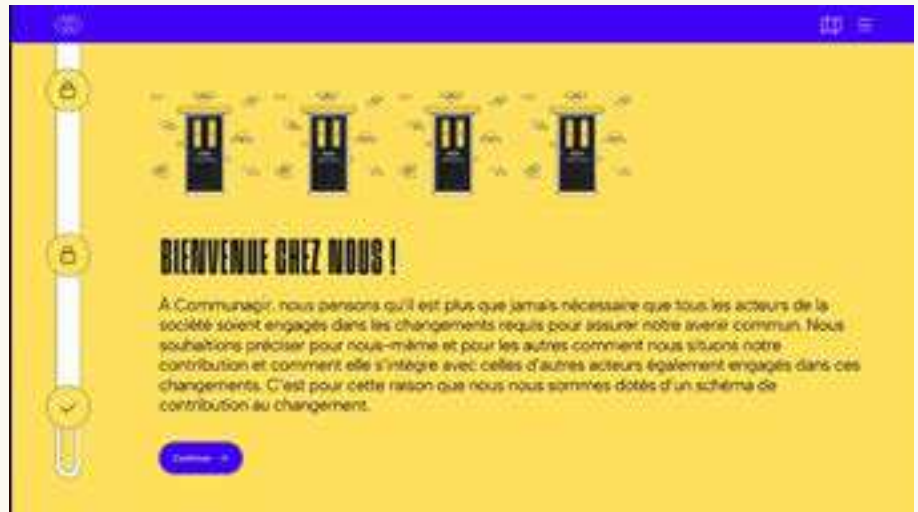 BIENVENUE CHEZ NOUS !
À Communagir, nous pensons qu'il est plus que jamais nécessaire que tous les acteurs de la
société soient engagés dans les changements requis pour assurer notre avenir commun. Nous
souhaitions préciser pour nous-même et pour les autres comment nous situons notre
contribution et comment elle s'intègre avec celles d'autres acteurs également engagés dans ces
changements. C'est pour cette raison que nous nous sommes dotés d'un schéma de
contribution au changement.
Continuer